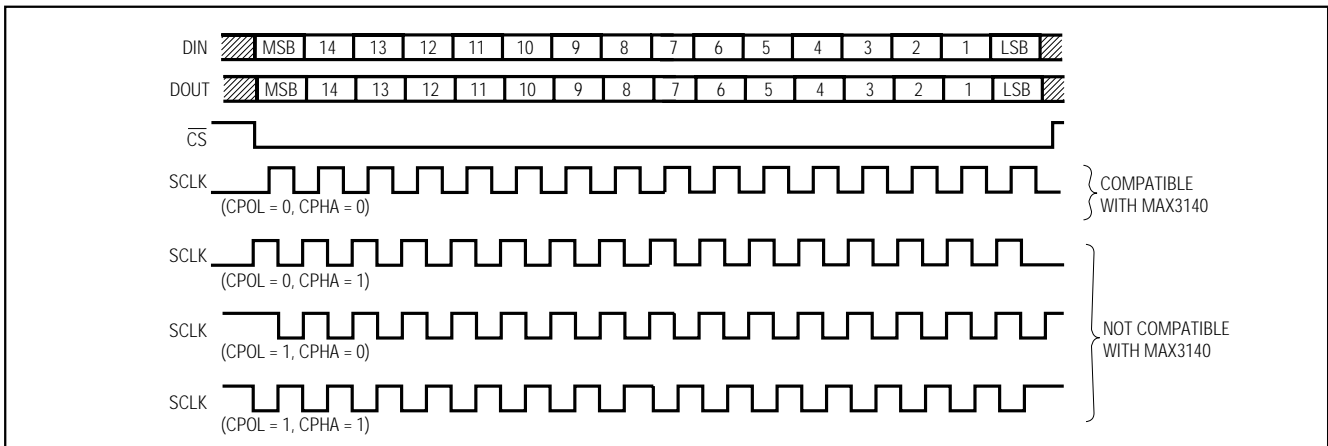 DIN MSB 14 13 12 11 10 9 8 7 6 5 4 3 2 1 LSB
DOUT MSB 14 13 12 11 10 9 8 7 6 5 4 3 2 1 LSB
CS
SCLK
(CPOL = 0, CPHA = 0)
COMPATIBLE
WITH MAX3140
SCLK
(CPOL = 0, CPHA = 1)
SCLK
(CPOL = 1, CPHA = 0)
NOT COMPATIBLE
WITH MAX3140
SCLK
(CPOL = 1, CPHA = 1)